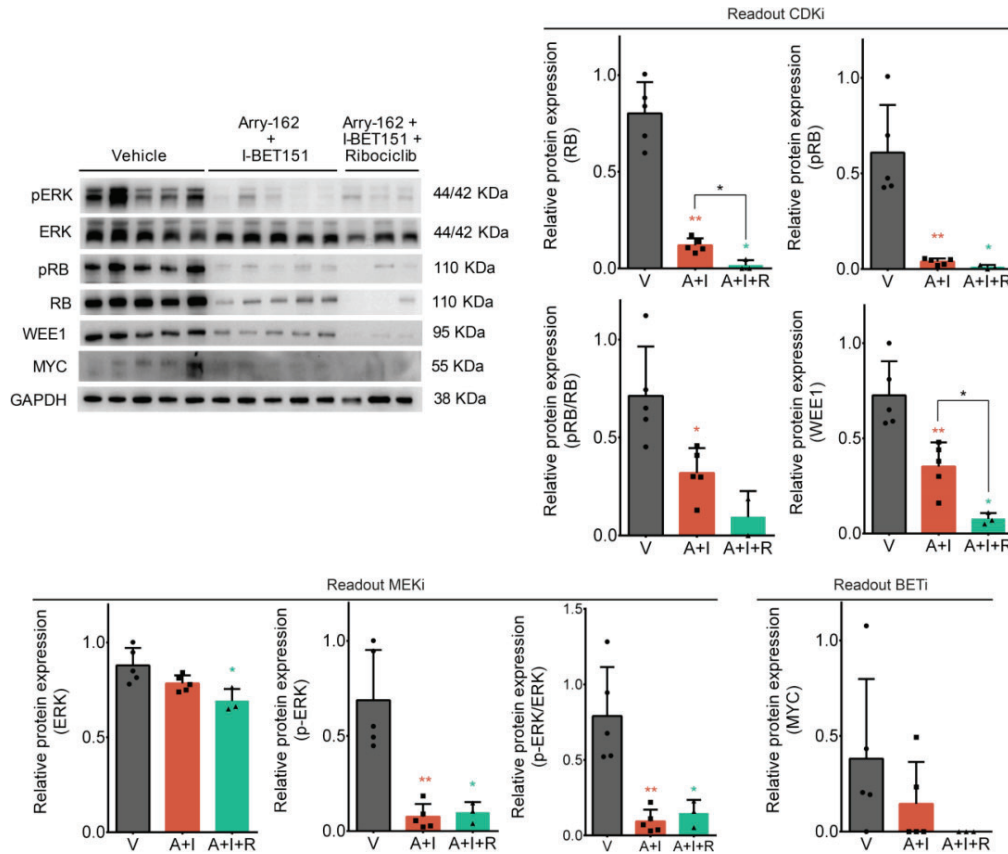 Vehicle
Arry-162
+
I-BET151
Arry-162 +
I-BET151 +
Ribociclib
pERK 44/42 KDa
ERK 44/42 KDa
pRB 110 KDa
RB 110 KDa
WEE1 95 KDa
MYC 55 KDa
GAPDH 38 KDa
Readout CDKi
Relative protein expression
(RB)
1.0
0.5
0.0
**
*
*
V A+I A+I+R
Relative protein expression
(pRB)
1.0
0.5
0.0
**
*
V A+I A+I+R
Relative protein expression
(pRB/RB)
1.0
0.5
0.0
*
V A+I A+I+R
Relative protein expression
(WEE1)
1.0
0.5
0.0
**
*
*
V A+I A+I+R
Readout MEKi
Relative protein expression
(ERK)
1.0
0.5
0.0
*
V A+I A+I+R
Relative protein expression
(p-ERK)
1.0
0.5
0.0
**
*
V A+I A+I+R
Relative protein expression
(p-ERK/ERK)
1.5
1.0
0.5
0.0
**
*
V A+I A+I+R
Readout BETi
Relative protein expression
(MYC)
1.0
0.5
0.0
V A+I A+I+R